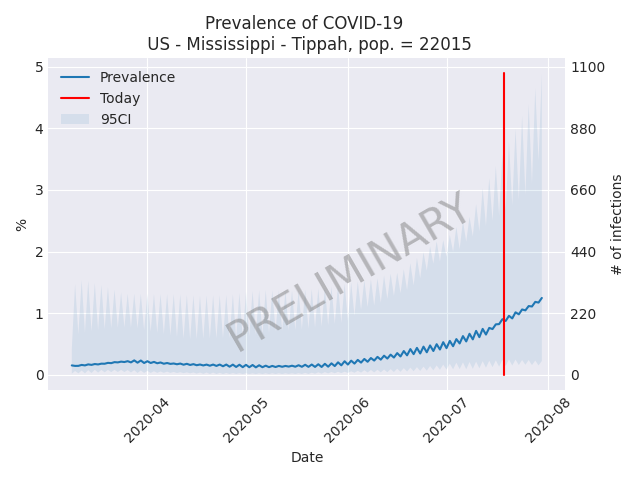 Prevalence of COVID-19
US - Mississippi - Tippah, pop. = 22015
Prevalence
Today
95CI
PRELIMINARY
5
4
3
2
1
0
%
1100
880
660
440
220
0
# of infections
2020-04
2020-05
2020-06
2020-07
2020-08
Date